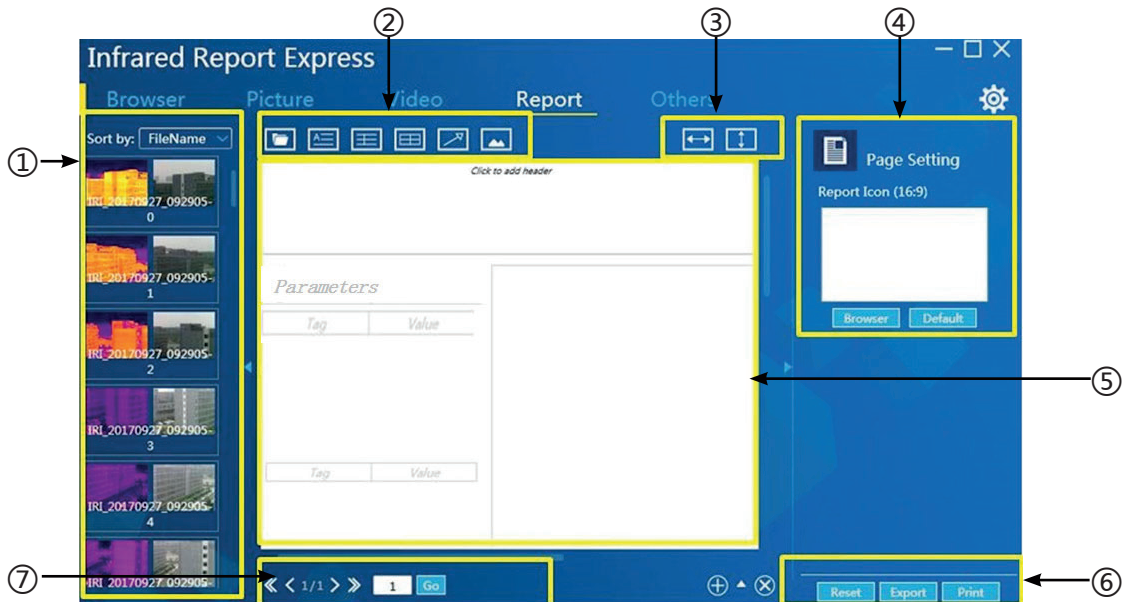 ② ③ ④
Infrared Report Express
Browser Picture Video Report Others
①
Sort by: FileName
Page Setting
Report Icon (16:9)
Browser Default
Click to add header
IRI_20170927_092905-
0
IRI_20170927_092905-
1
IRI_20170927_092905-
2
IRI_20170927_092905-
3
IRI_20170927_092905-
4
IRI_20170927_092905-
Parameters
Tag Value
Tag Value
⑤
⑦
1/1 1 Go
Reset Export Print
⑥